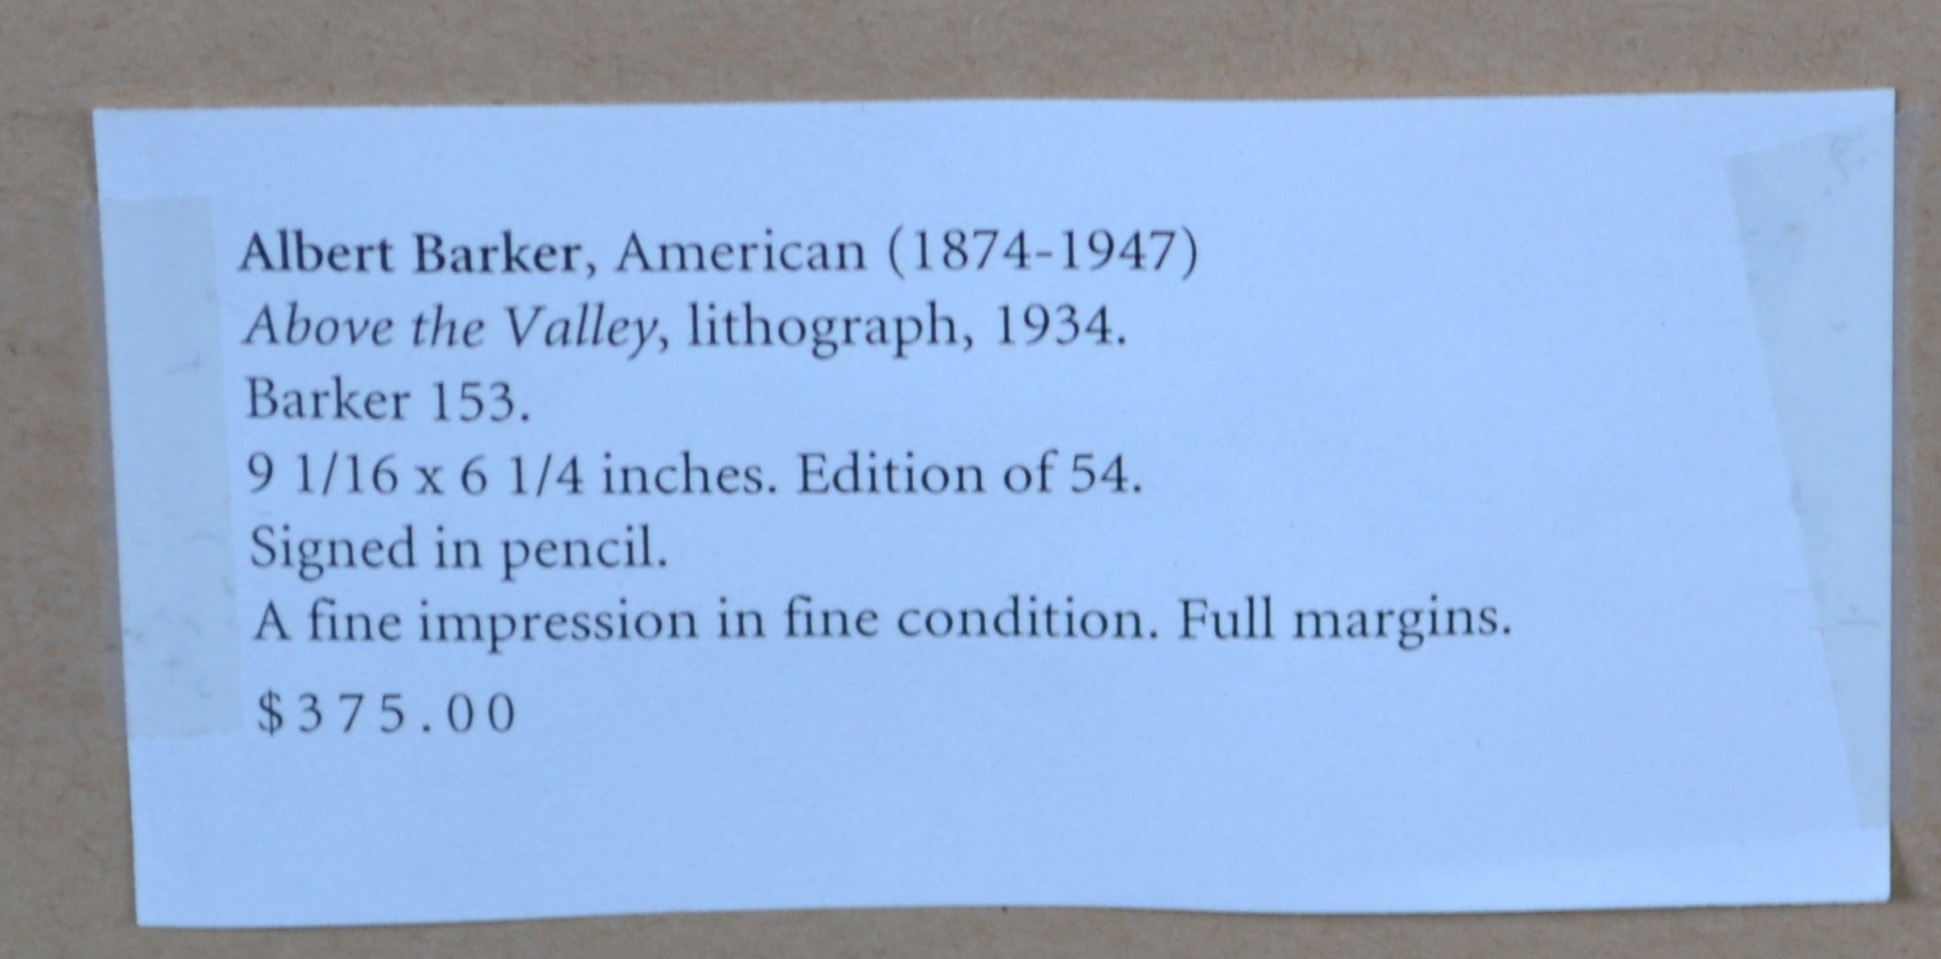 Albert Barker, American (1874-1947)
Above the Valley, lithograph, 1934.
Barker 153.
9 1/16 x 6 1/4 inches. Edition of 54.
Signed in pencil.
A fine impression in fine condition. Full margins.
$375.00